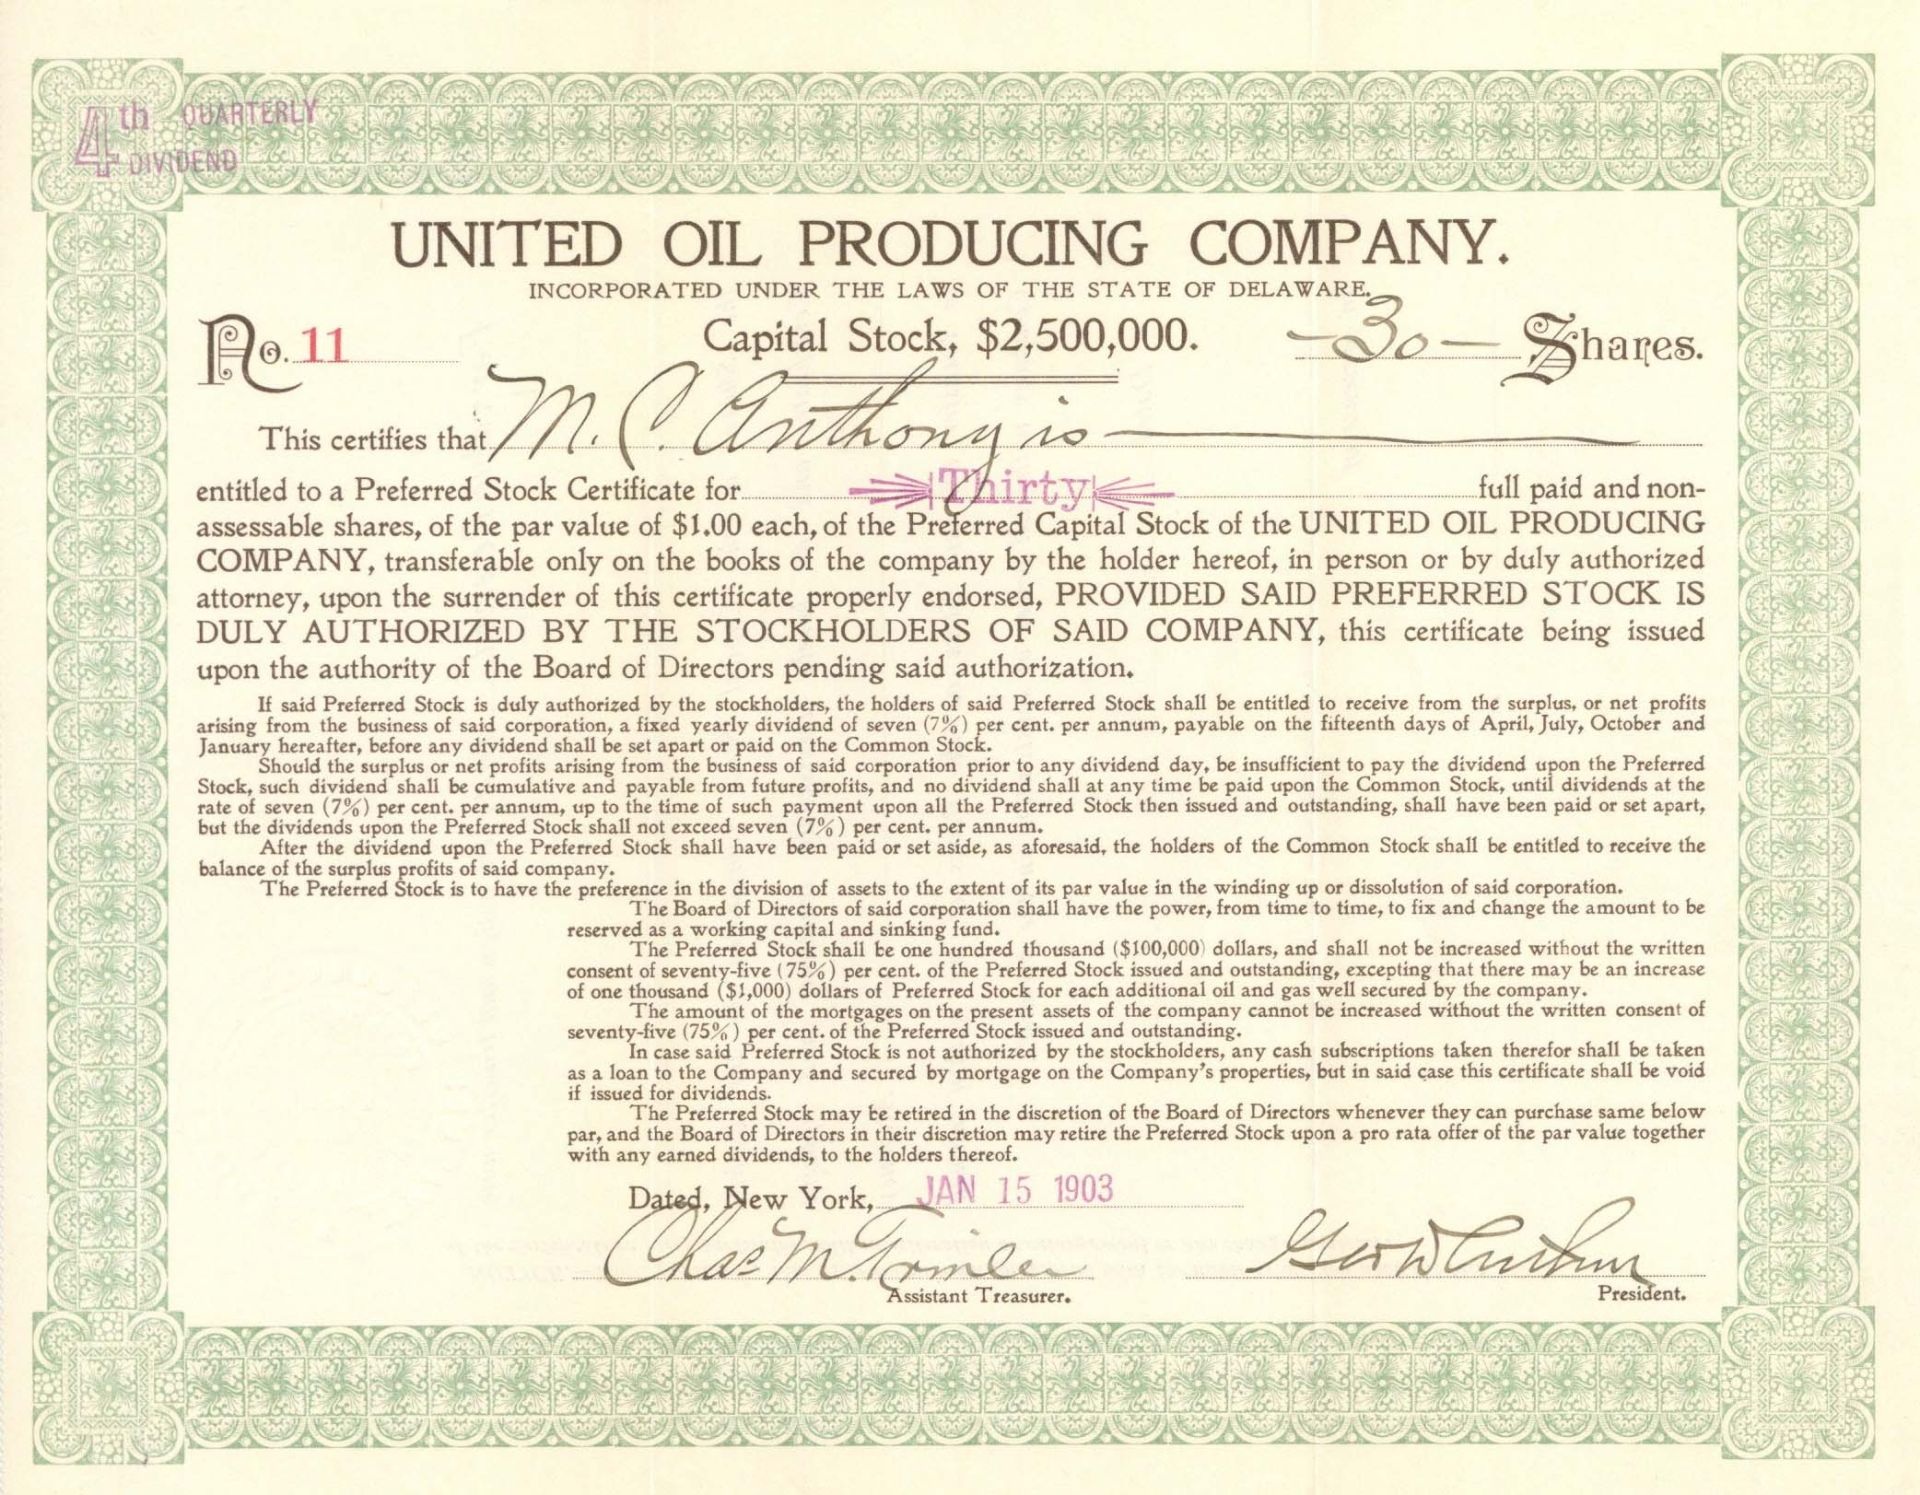 4th QUARTERLY
DIVIDEND
UNITED OIL PRODUCING COMPANY.
INCORPORATED UNDER THE LAWS OF THE STATE OF DELAWARE.
No. 11 Capital Stock, $2,500,000. -30- Shares.
This certifies that M. C. Anthony is
entitled to a Preferred Stock Certificate for Thirty full paid and non-
assessable shares, of the par value of $1.00 each, of the Preferred Capital Stock of the UNITED OIL PRODUCING
COMPANY, transferable only on the books of the company by the holder hereof, in person or by duly authorized
attorney, upon the surrender of this certificate properly endorsed, PROVIDED SAID PREFERRED STOCK IS
DULY AUTHORIZED BY THE STOCKHOLDERS OF SAID COMPANY, this certificate being issued
upon the authority of the Board of Directors pending said authorization.
If said Preferred Stock is duly authorized by the stockholders, the holders of said Preferred Stock shall be entitled to receive from the surplus, or net profits
arising from the business of said corporation, a fixed yearly dividend of seven (7%) per cent. per annum, payable on the fifteenth days of April, July, October and
January hereafter, before any dividend shall be set apart or paid on the Common Stock.
Should the surplus or net profits arising from the business of said corporation prior to any dividend day, be insufficient to pay the dividend upon the Preferred
Stock, such dividend shall be cumulative and payable from future profits, and no dividend shall at any time be paid upon the Common Stock, until dividends at the
rate of seven (7%) per cent. per annum, up to the time of such payment upon all the Preferred Stock then issued and outstanding, shall have been paid or set apart,
but the dividends upon the Preferred Stock shall not exceed seven (7%) per cent. per annum.
After the dividend upon the Preferred Stock shall have been paid or set aside, as aforesaid, the holders of the Common Stock shall be entitled to receive the
balance of the surplus profits of said company.
The Preferred Stock is to have the preference in the division of assets to the extent of its par value in the winding up or dissolution of said corporation.
The Board of Directors of said corporation shall have the power, from time to time, to fix and change the amount to be
reserved as a working capital and sinking fund.
The Preferred Stock shall be one hundred thousand ($100,000) dollars, and shall not be increased without the written
consent of seventy-five (75%) per cent. of the Preferred Stock issued and outstanding, excepting that there may be an increase
of one thousand ($1,000) dollars of Preferred Stock for each additional oil and gas well secured by the company.
The amount of the mortgages on the present assets of the company cannot be increased without the written consent of
seventy-five (75%) per cent. of the Preferred Stock issued and outstanding.
In case said Preferred Stock is not authorized by the stockholders, any cash subscriptions taken therefor shall be taken
as a loan to the Company and secured by mortgage on the Company's properties, but in said case this certificate shall be void
if issued for dividends.
The Preferred Stock may be retired in the discretion of the Board of Directors whenever they can purchase same below
par, and the Board of Directors in their discretion may retire the Preferred Stock upon a pro rata offer of the par value together
with any earned dividends, to the holders thereof.
Dated, New York, JAN 15 1903
Chas M.
Assistant Treasurer. President.